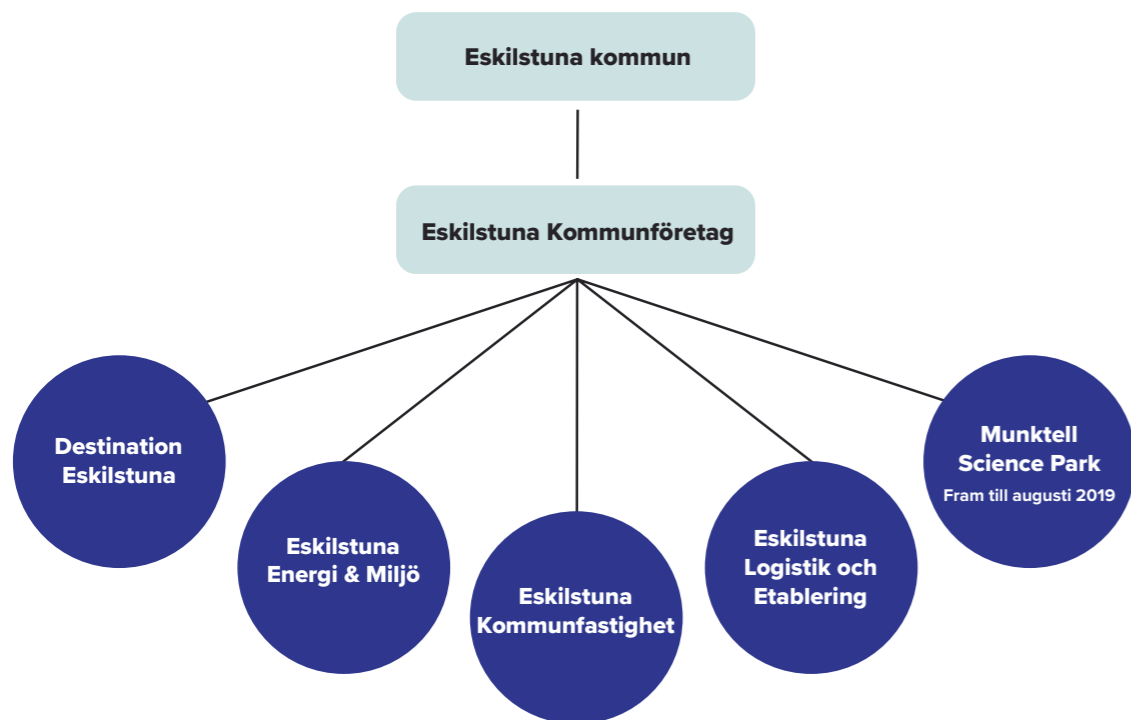 Eskilstuna kommun
Eskilstuna Kommunföretag
Destination
Eskilstuna
Eskilstuna
Energi & Miljö
Eskilstuna
Kommunfastighet
Eskilstuna
Logistik och
Etablering
Munktell
Science Park
Fram till augusti 2019